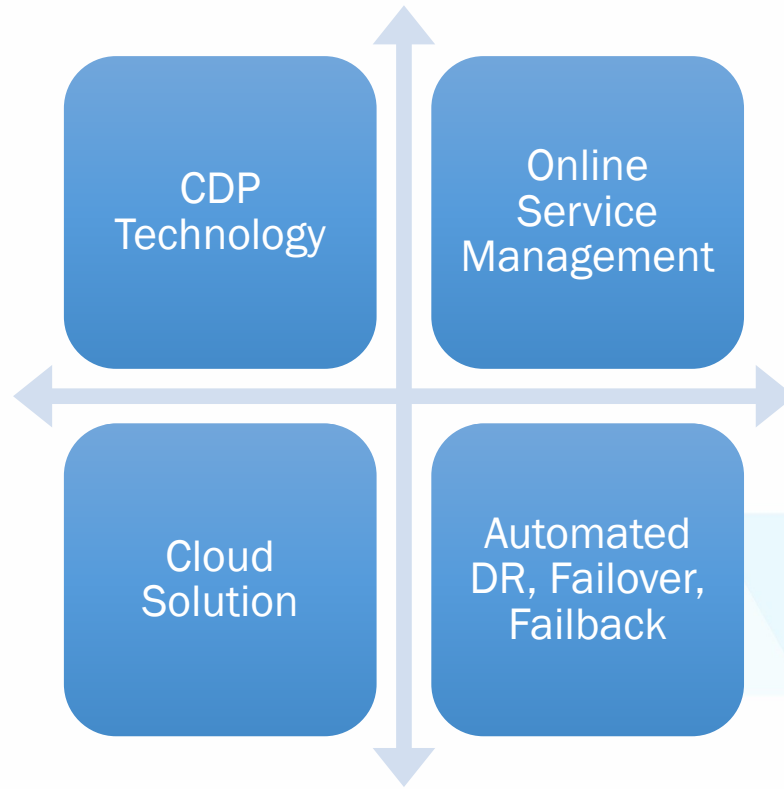 CDP
Technology
Online
Service
Management
Cloud
Solution
Automated
DR, Failover,
Failback